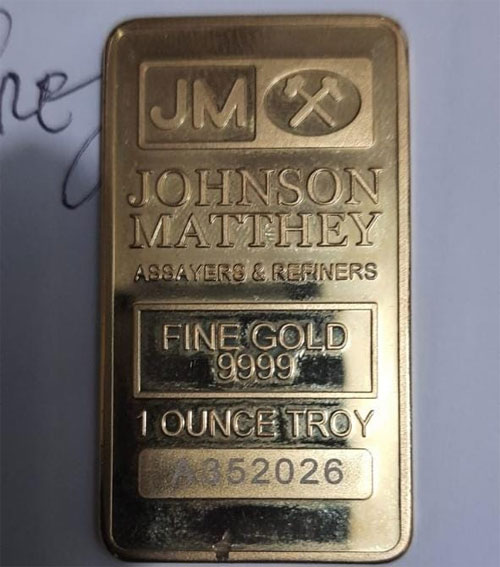 JM
JOHNSON
MATTHEY
ASSAYERS & REFINERS
FINE GOLD
9999
1 OUNCE TROY
A352026